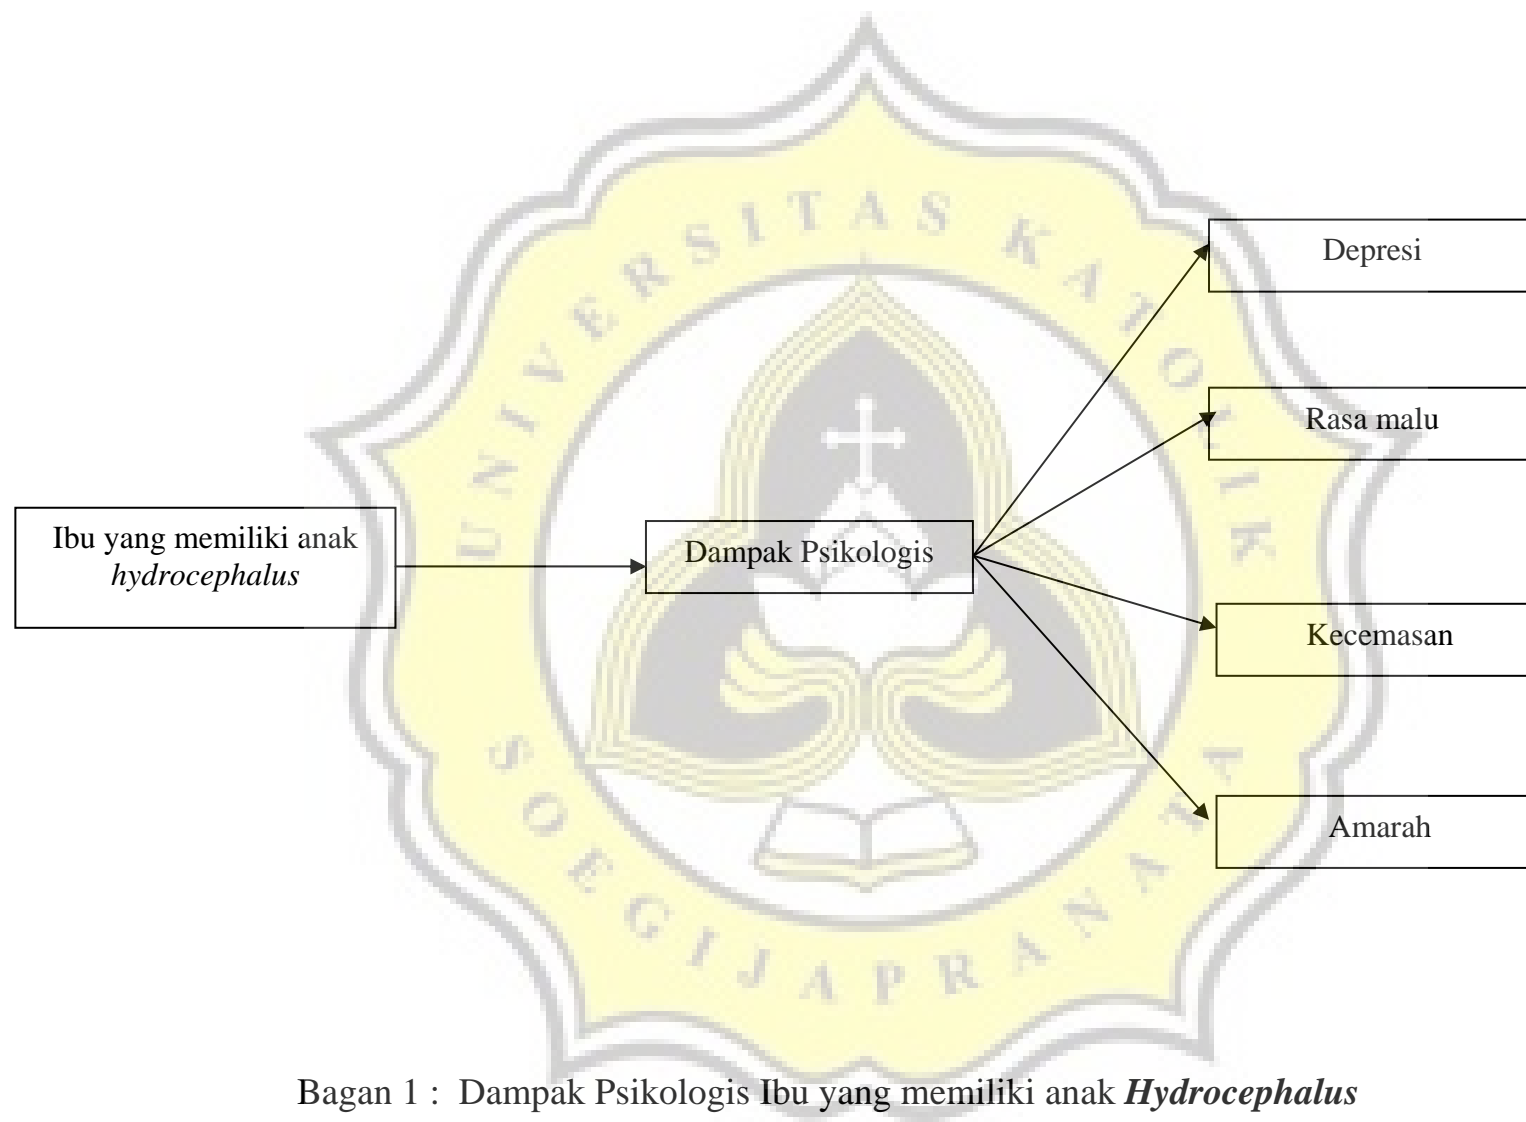 UNIVERSITAS KATOLIK
SOEGIJAPRANATA
Depresi
Rasa malu
Ibu yang memiliki anak
hydrocephalus
Dampak Psikologis
Kecemasan
Amarah
Bagan 1 : Dampak Psikologis Ibu yang memiliki anak Hydrocephalus